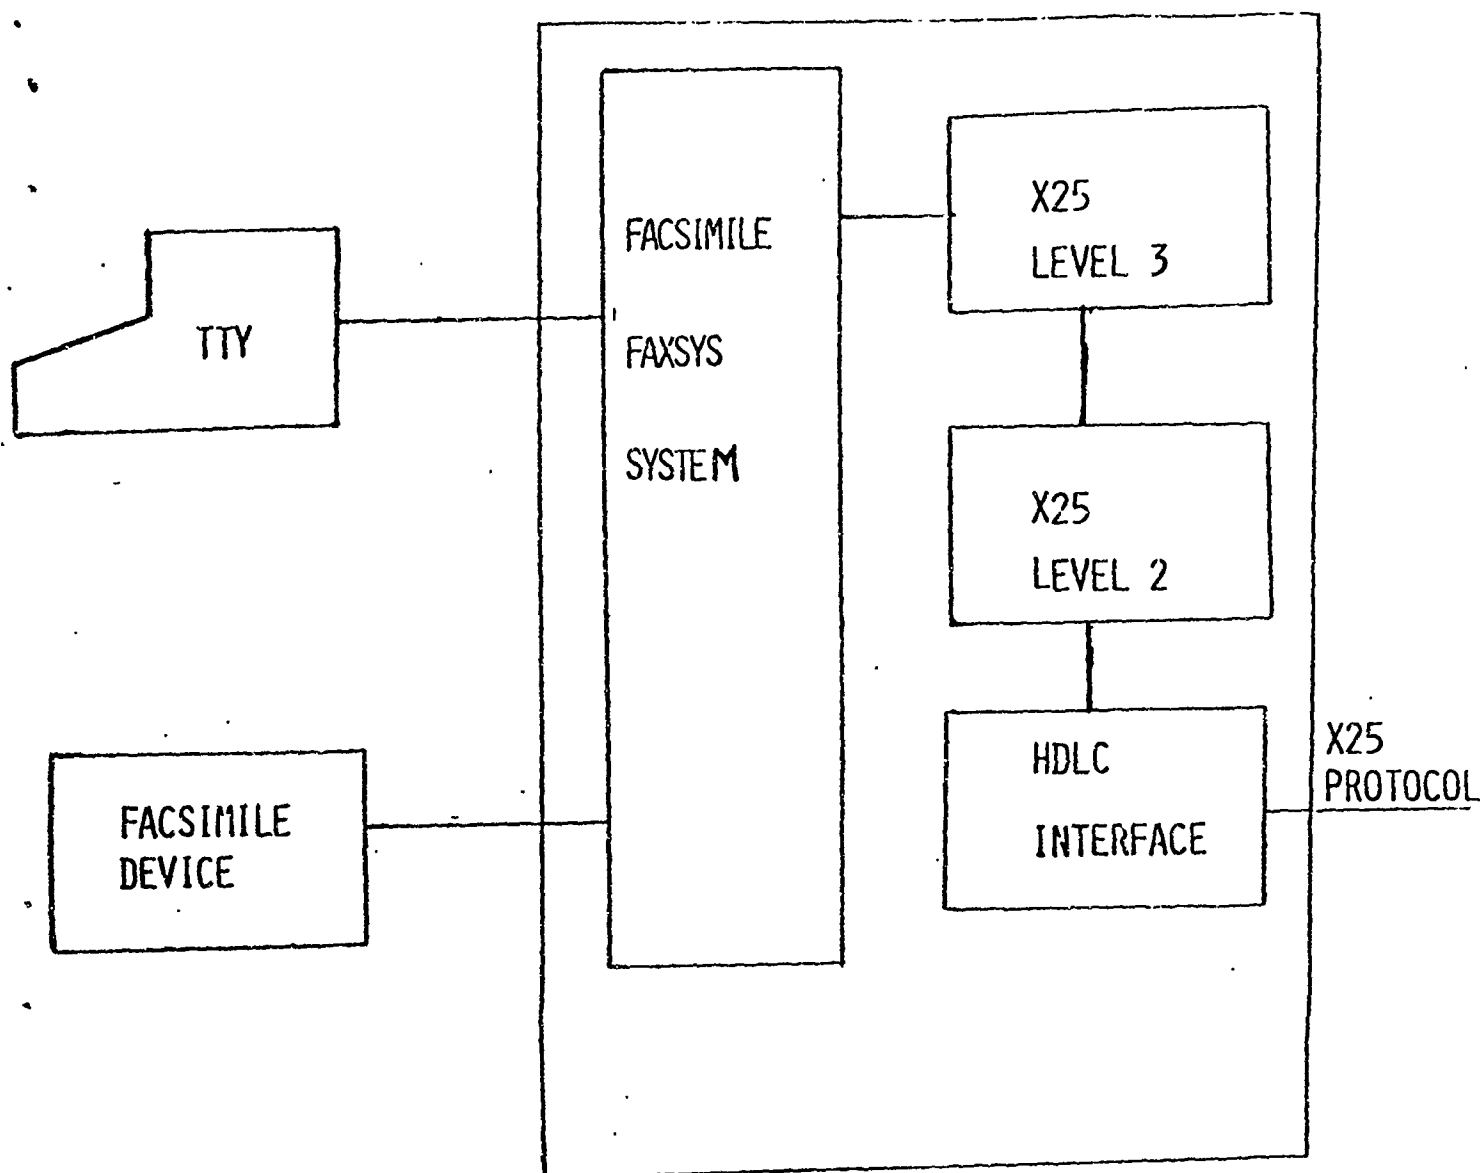 TTY
FACSIMILE
DEVICE
FACSIMILE
FAXSYS
SYSTEM
X25
LEVEL 3
X25
LEVEL 2
HDLC
INTERFACE
X25
PROTOCOL